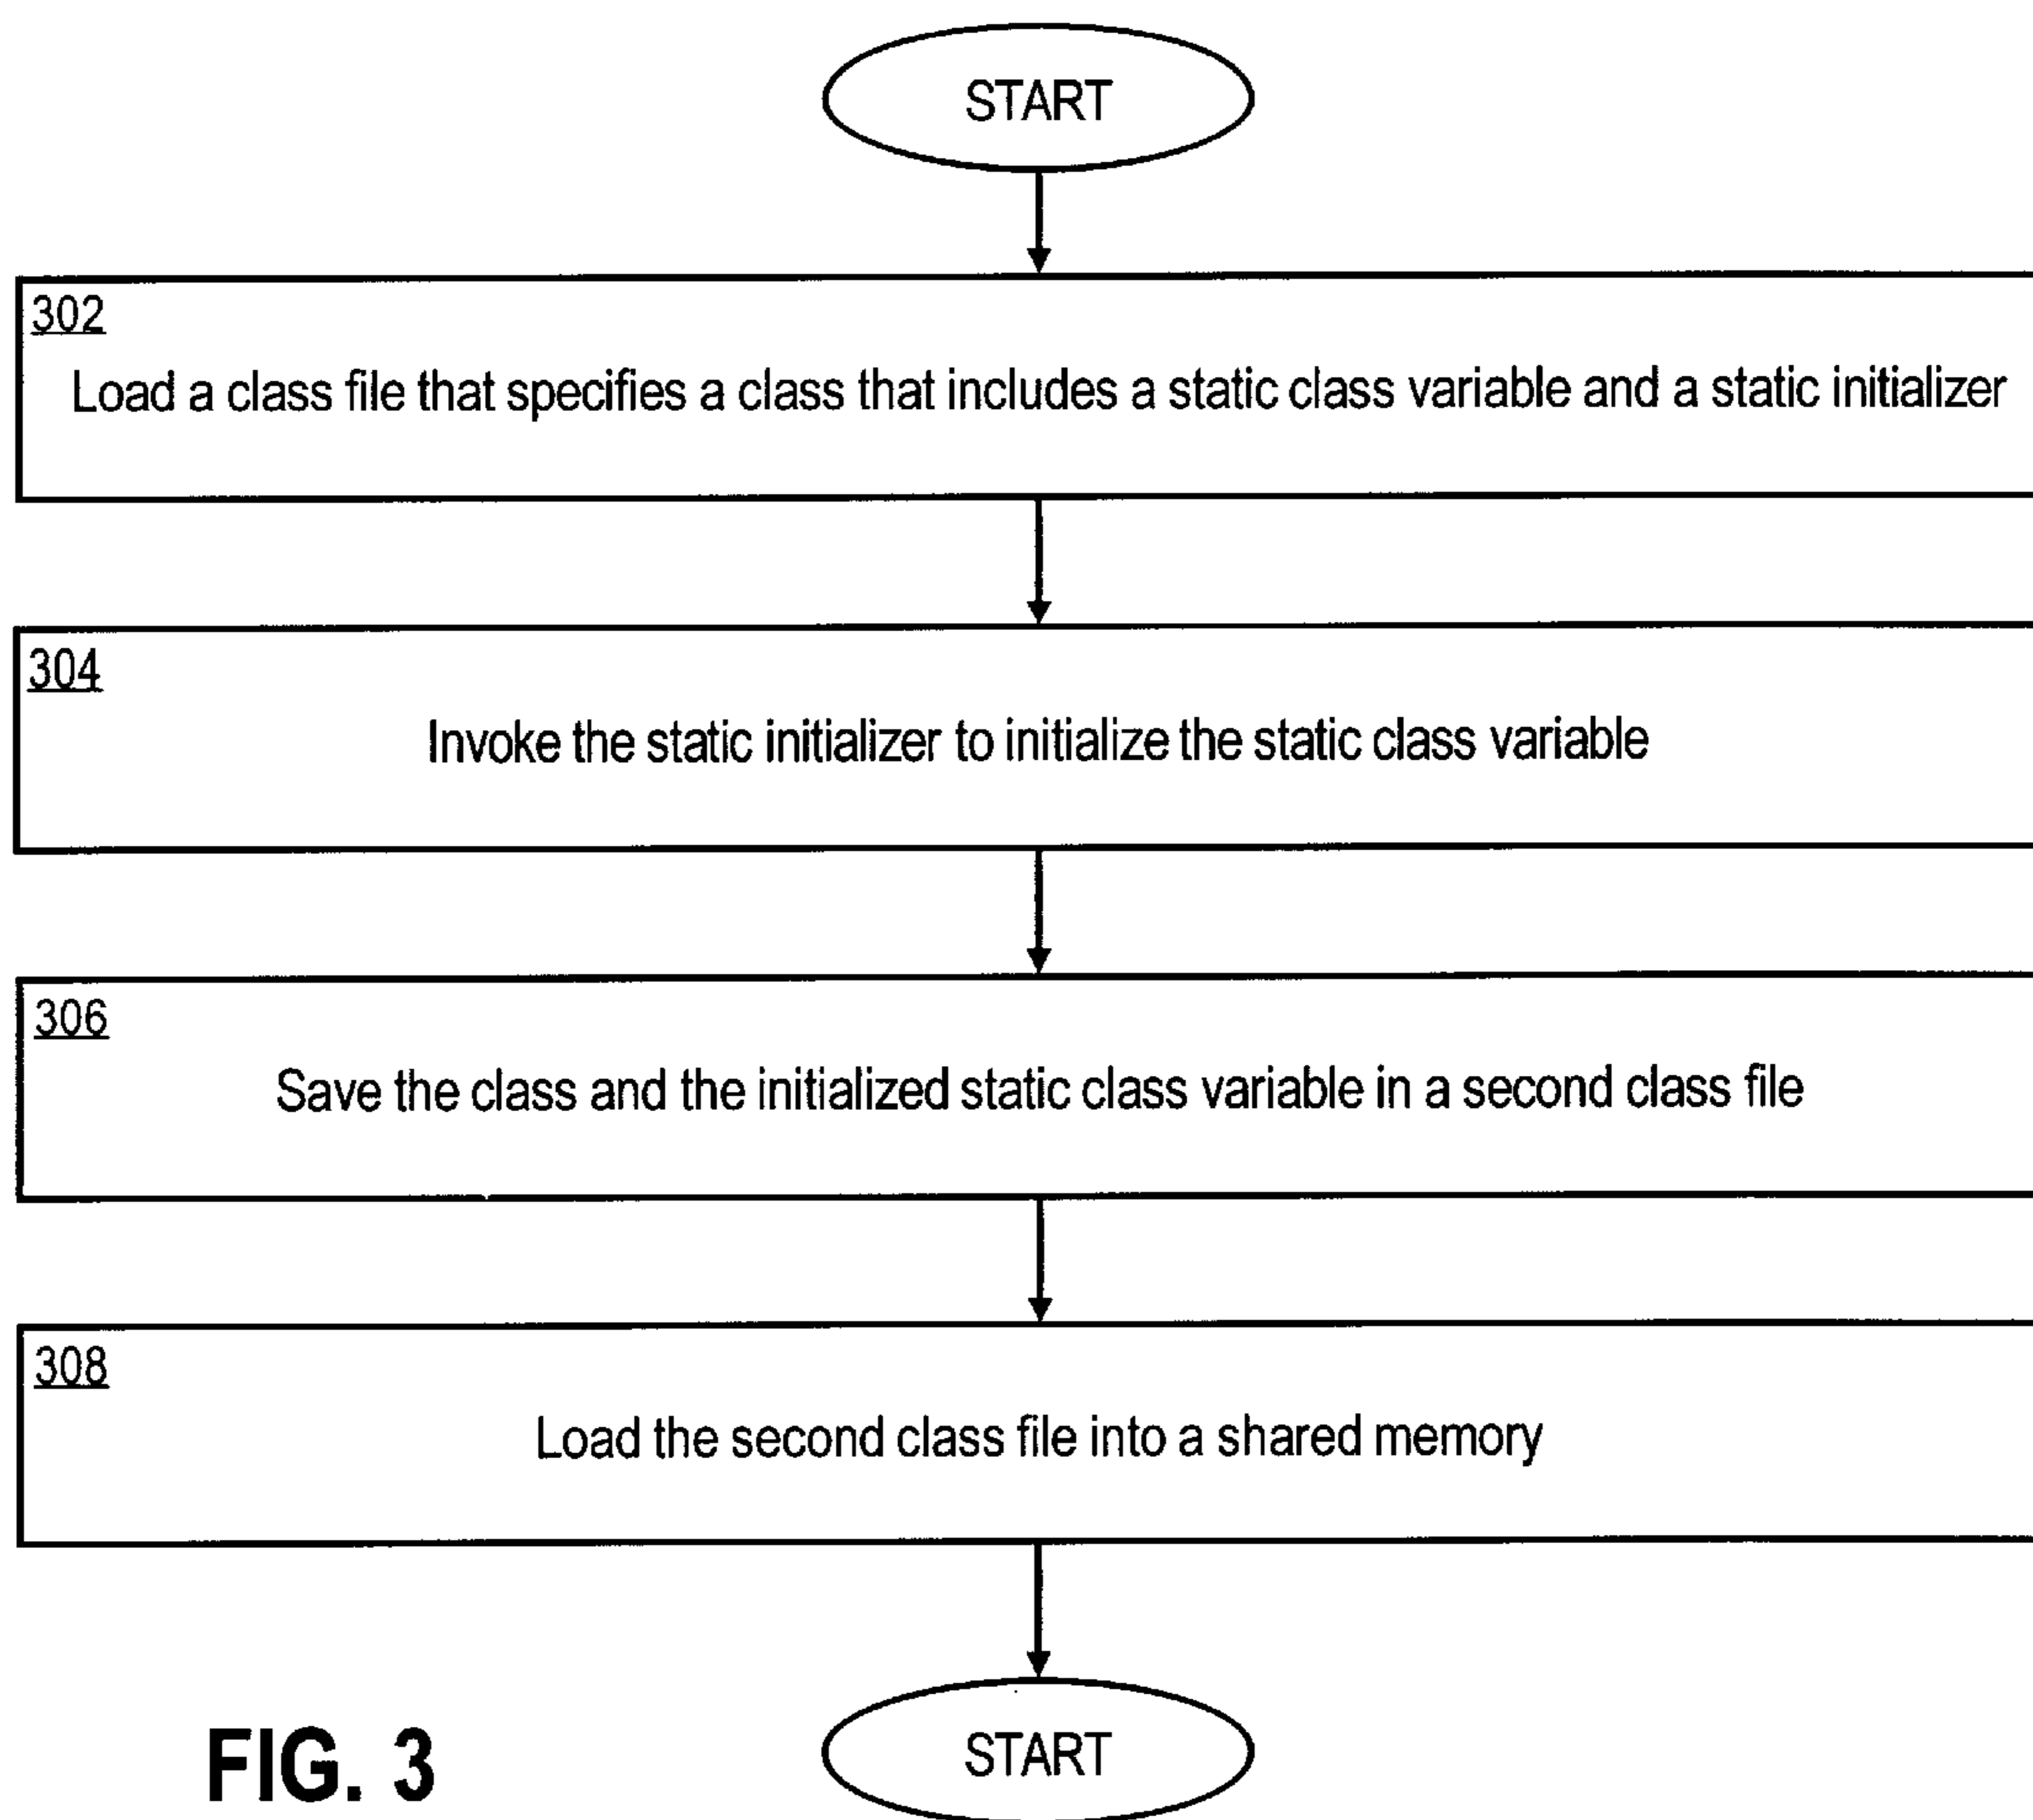 START
302
Load a class file that specifies a class that includes a static class variable and a static initializer
304
Invoke the static initializer to initialize the static class variable
306
Save the class and the initialized static class variable in a second class file
308
Load the second class file into a shared memory
START
FIG. 3